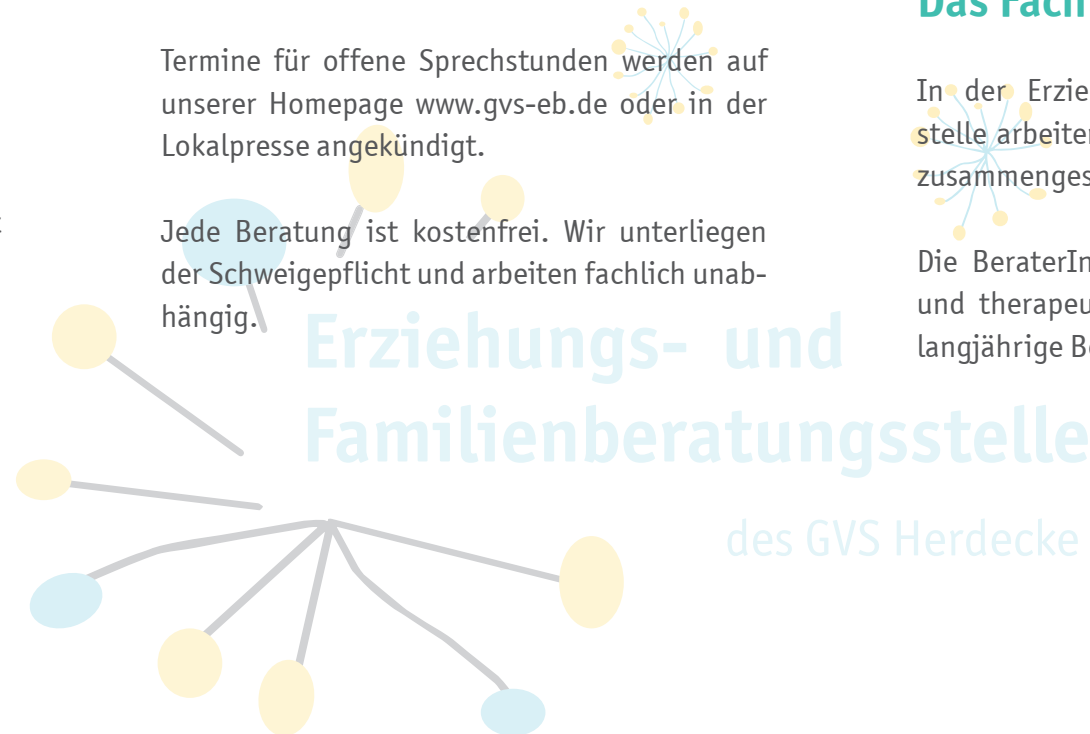 Termine für offene Sprechstunden werden auf
unserer Homepage www.gvs-eb.de oder in der
Lokalpresse angekündigt.
Jede Beratung ist kostenfrei. Wir unterliegen
der Schweigepflicht und arbeiten fachlich unab-
hängig.
Erziehungs- und
Familienberatungsstelle
des GVS Herdecke
Das Fach
In der Erzie
stelle arbeite
zusammenges
Die BeraterIn
und therapeu
langjährige B